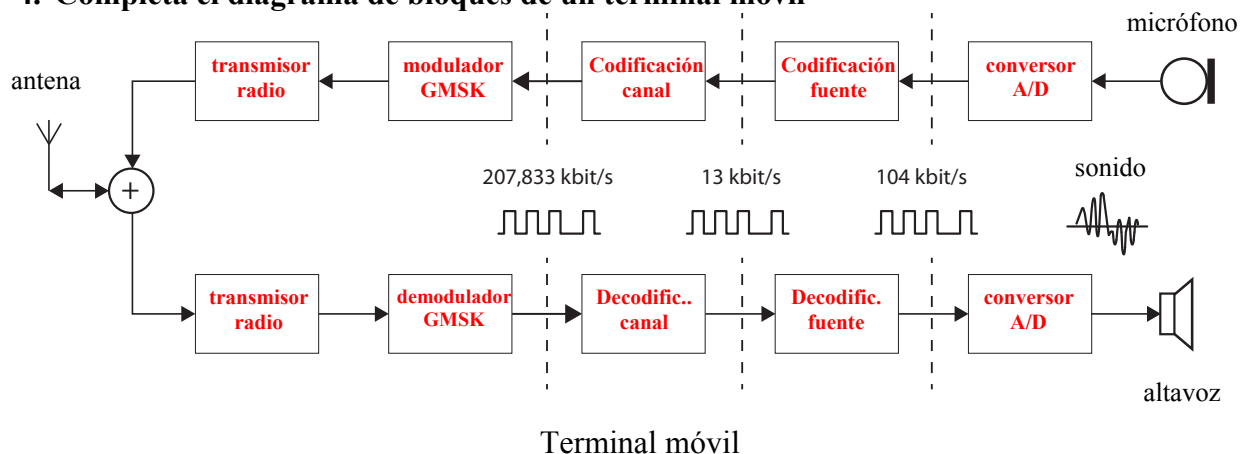 4. Completa el diagrama de bloques de un terminal móvil
micrófono
antena
transmisor
radio
modulador
GMSK
Codificación
canal
Codificación
fuente
conversor
A/D
+
207,833 kbit/s
13 kbit/s
104 kbit/s
sonido
transmisor
radio
demodulador
GMSK
Decodific..
canal
Decodific.
fuente
conversor
A/D
altavoz
Terminal móvil